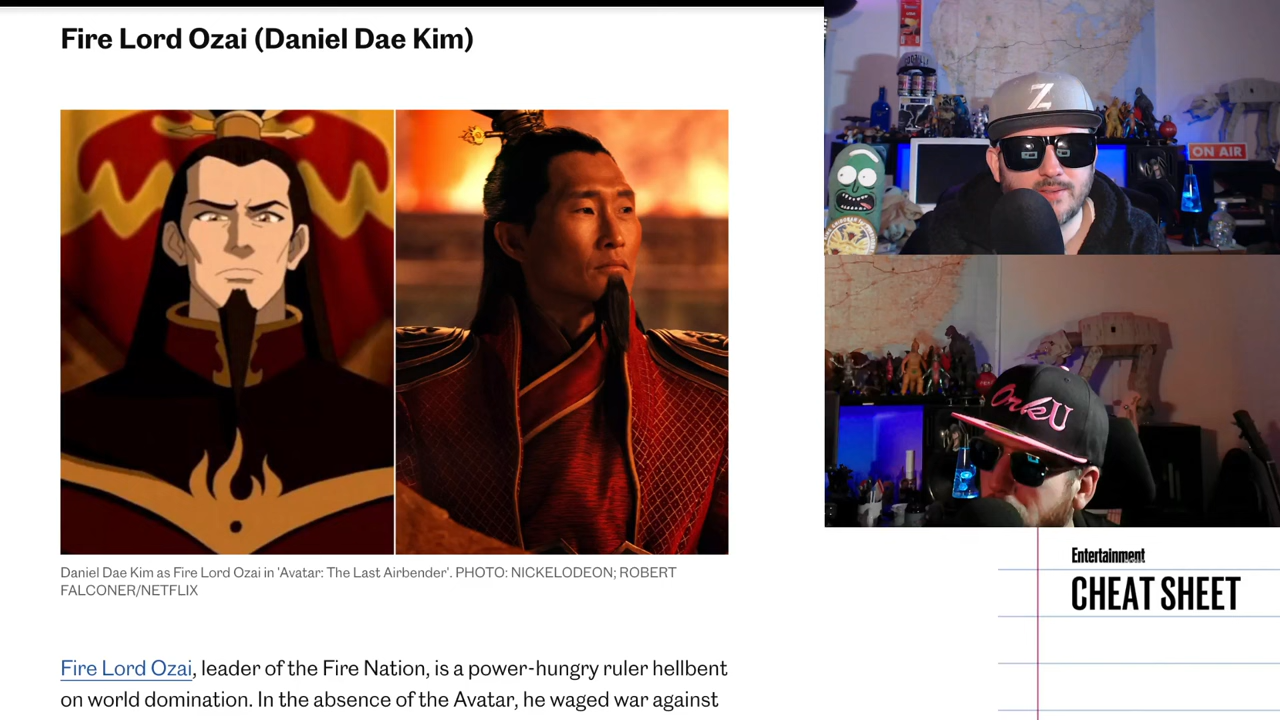 Fire Lord Ozai (Daniel Dae Kim)
Daniel Dae Kim as Fire Lord Ozai in 'Avatar: The Last Airbender'. PHOTO: NICKELODEON; ROBERT
FALCONER/NETFLIX
Fire Lord Ozai, leader of the Fire Nation, is a power-hungry ruler hellbent
on world domination. In the absence of the Avatar, he waged war against
Z
ON AIR
OrkU
Entertainment
CHEAT SHEET